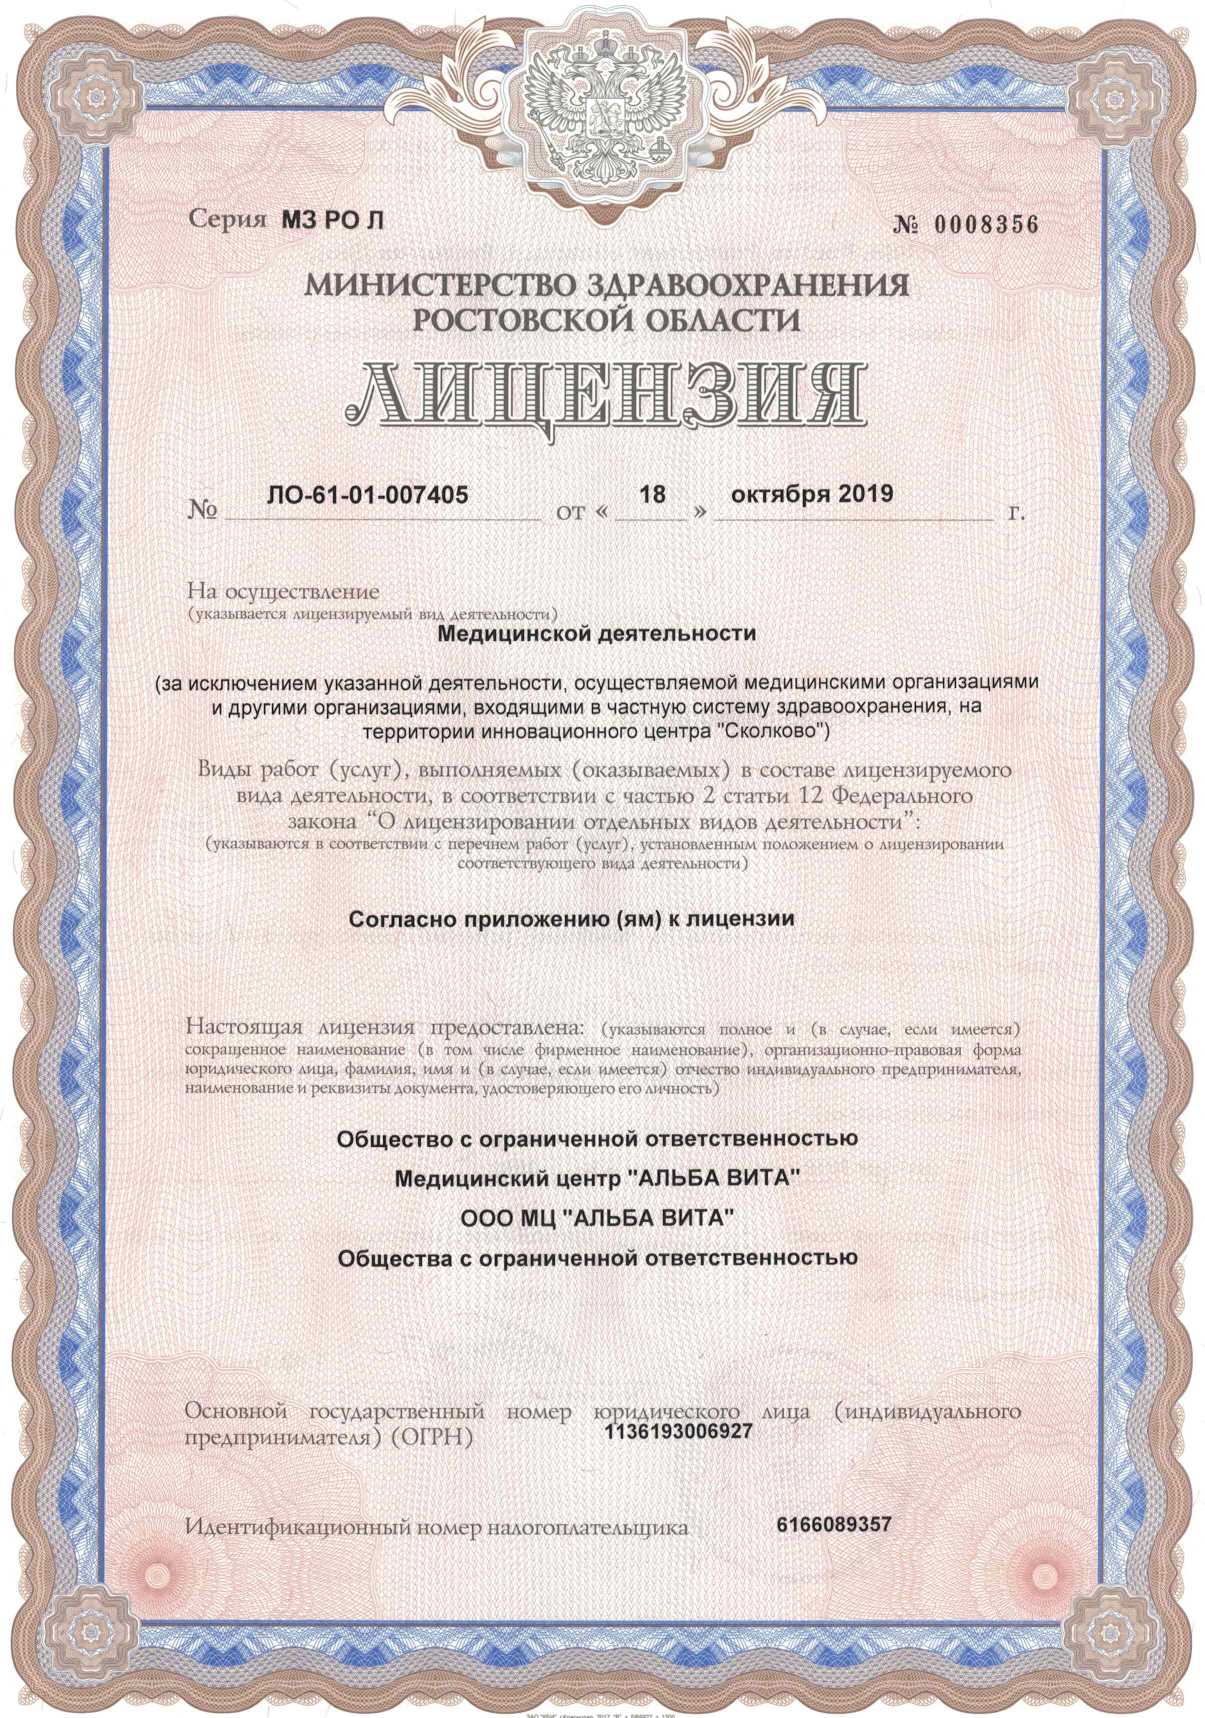 Серия МЗ РО Л
№ 0008356
МИНИСТЕРСТВО ЗДРАВООХРАНЕНИЯ
РОСТОВСКОЙ ОБЛАСТИ
ЛИЦЕНЗИЯ
№ ЛО-61-01-007405 от « 18 » октября 2019 г.
На осуществление
(указывается лицензируемый вид деятельности)
Медицинской деятельности
(за исключением указанной деятельности, осуществляемой медицинскими организациями
и другими организациями, входящими в частную систему здравоохранения, на
территории инновационного центра "Сколково")
Виды работ (услуг), выполняемых (оказываемых) в составе лицензируемого
вида деятельности, в соответствии с частью 2 статьи 12 Федерального
закона “О лицензировании отдельных видов деятельности”:
(указываются в соответствии с перечнем работ (услуг), установленным положением о лицензировании
соответствующего вида деятельности)
Согласно приложению (ям) к лицензии
Настоящая лицензия предоставлена: (указываются полное и (в случае, если имеется)
сокращенное наименование (в том числе фирменное наименование), организационно-правовая форма
юридического лица, фамилия, имя и (в случае, если имеется) отчество индивидуального предпринимателя,
наименование и реквизиты документа, удостоверяющего его личность)
Общество с ограниченной ответственностью
Медицинский центр "АЛЬБА ВИТА"
ООО МЦ "АЛЬБА ВИТА"
Общества с ограниченной ответственностью
Основной государственный номер юридического лица (индивидуального
предпринимателя) (ОГРН) 1136193006927
Идентификационный номер налогоплательщика 6166089357